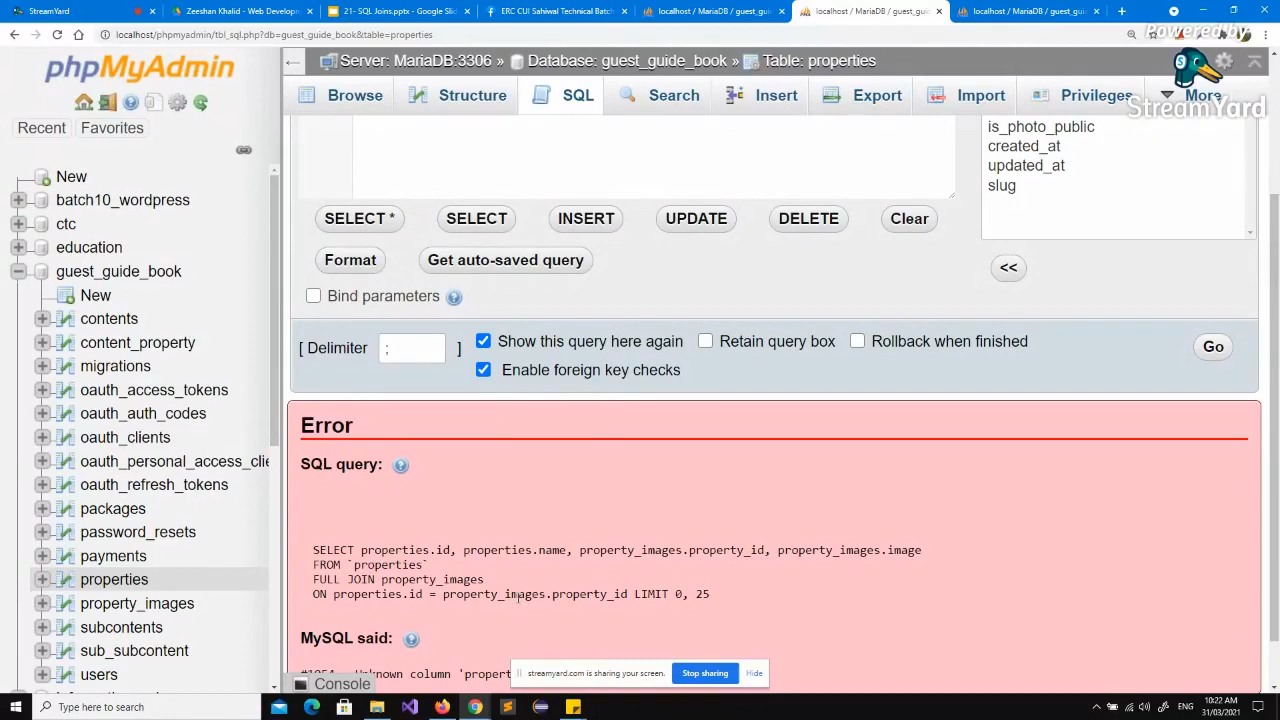 StreamYard
Zeeshan Khalid - Web Developm
21- SQL Joins.pptx - Google Slid
ERC CUI Sahiwal Technical Batch
localhost / MariaDB / guest_guid
localhost / MariaDB / guest_gui
localhost / MariaDB / guest_gui
localhost/phpmyadmin/tbl_sql.php?db=guest_guide_book&table=properties
Powered by
StreamYard
phpMyAdmin
Recent
Favorites
New
batch10_wordpress
ctc
education
guest_guide_book
New
contents
content_property
migrations
oauth_access_tokens
oauth_auth_codes
oauth_clients
oauth_personal_access_clie
oauth_refresh_tokens
packages
password_resets
payments
properties
property_images
subcontents
sub_subcontent
users
Server: MariaDB:3306 » Database: guest_guide_book » Table: properties
Browse Structure SQL Search Insert Export Import Privileges More
is_photo_public
created_at
updated_at
slug
SELECT * SELECT INSERT UPDATE DELETE Clear
Format Get auto-saved query
<<
Bind parameters
[ Delimiter ; ]
Show this query here again Retain query box Rollback when finished
Go
Enable foreign key checks
Error
SQL query:
SELECT properties.id, properties.name, property_images.property_id, property_images.image
FROM `properties`
FULL JOIN property_images
ON properties.id = property_images.property_id LIMIT 0, 25
MySQL said:
Unknown column 'propert
streamyard.com is sharing your screen. Stop sharing Hide
Console
Type here to search
ENG
10:22 AM
31/03/2021